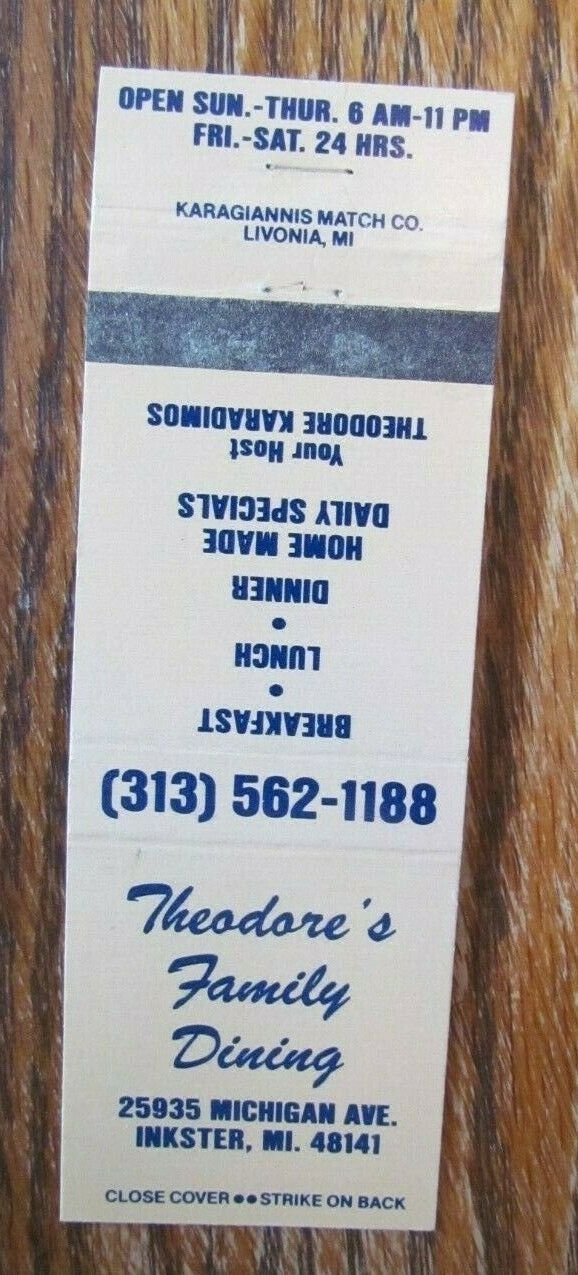 OPEN SUN.-THUR. 6 AM-11 PM
FRI.-SAT. 24 HRS.
KARAGIANNIS MATCH CO.
LIVONIA, MI
BREAKFAST
•
LUNCH
•
DINNER
HOME MADE
DAILY SPECIALS
Your Host
THEODORE KARADIMOS
(313) 562-1188
Theodore's
Family
Dining
25935 MICHIGAN AVE.
INKSTER, MI. 48141
CLOSE COVER ●● STRIKE ON BACK